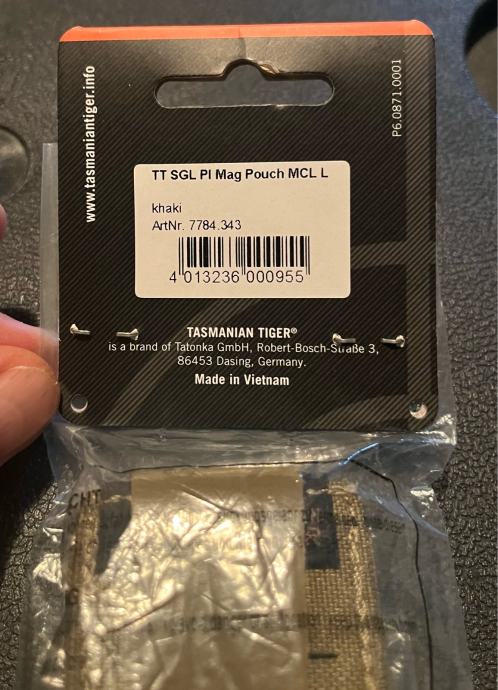 www.tasmaniantiger.info
P6.0871.0001
TT SGL PI Mag Pouch MCL L
khaki
ArtNr. 7784.343
4 013236 000955
TASMANIAN TIGER®
is a brand of Tatonka GmbH, Robert-Bosch-Straße 3,
86453 Dasing, Germany.
Made in Vietnam